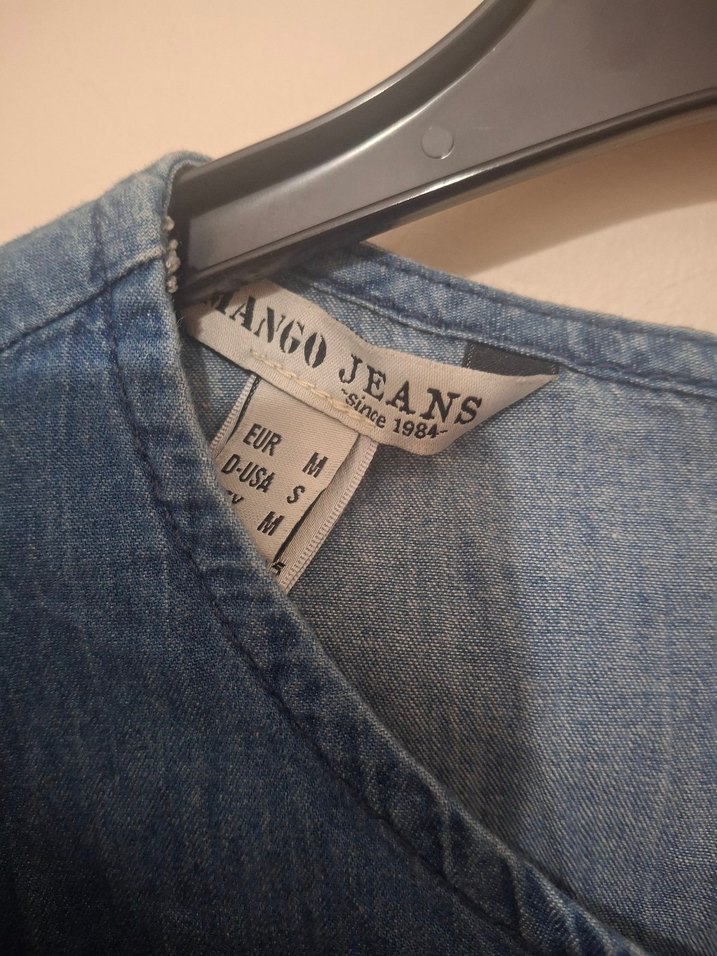 MANGO JEANS
-since 1984-
EUR M
D-USA S
M